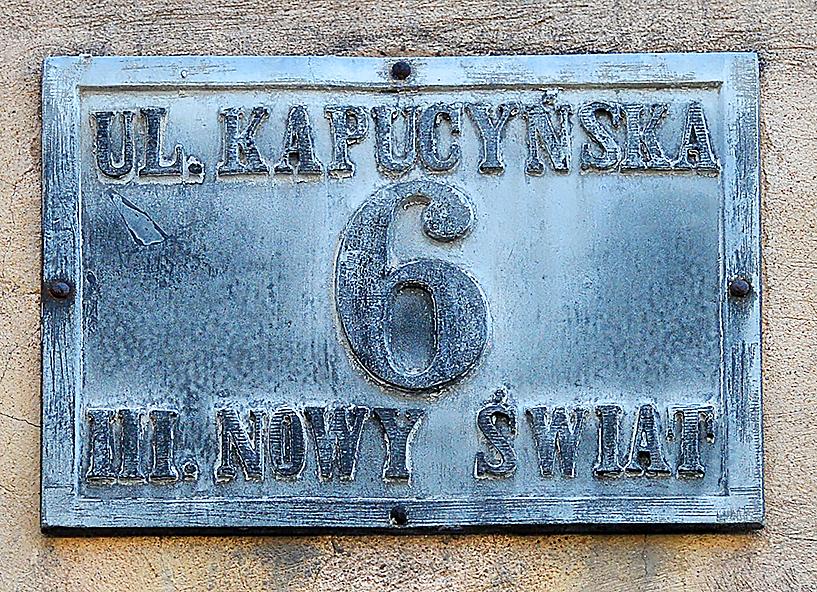 UL. KAPUCYŃSKA
6
III. NOWY ŚWIAT